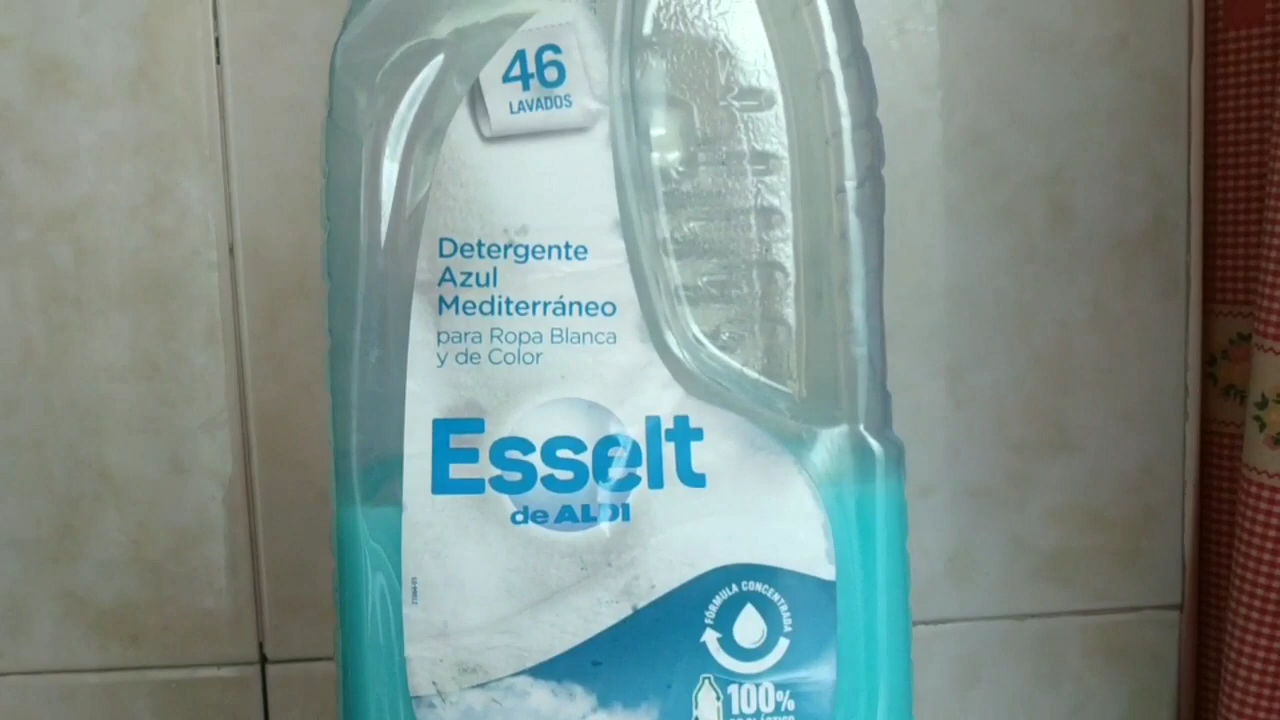 46
LAVADOS
Detergente
Azul
Mediterráneo
para Ropa Blanca
y de Color
Esselt
de ALDI
FÓRMULA CONCENTRADA
100%